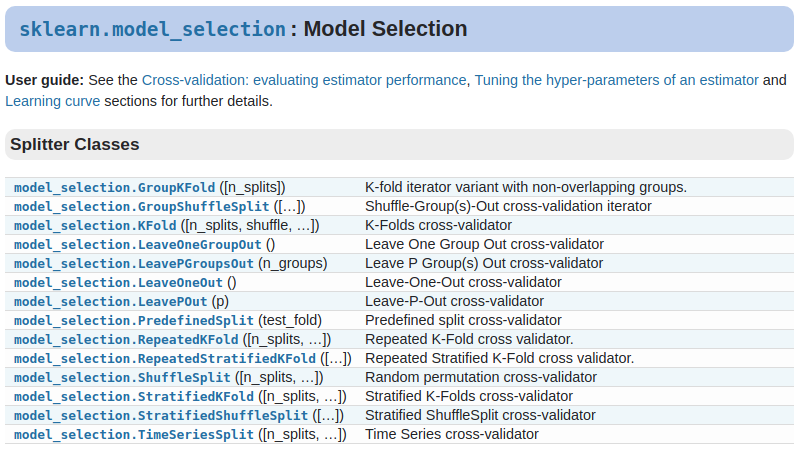 sklearn.model_selection: Model Selection
User guide: See the Cross-validation: evaluating estimator performance, Tuning the hyper-parameters of an estimator and
Learning curve sections for further details.
Splitter Classes
model_selection.GroupKFold ([n_splits]) K-fold iterator variant with non-overlapping groups.
model_selection.GroupShuffleSplit ([…]) Shuffle-Group(s)-Out cross-validation iterator
model_selection.KFold ([n_splits, shuffle, …]) K-Folds cross-validator
model_selection.LeaveOneGroupOut () Leave One Group Out cross-validator
model_selection.LeavePGroupsOut (n_groups) Leave P Group(s) Out cross-validator
model_selection.LeaveOneOut () Leave-One-Out cross-validator
model_selection.LeavePOut (p) Leave-P-Out cross-validator
model_selection.PredefinedSplit (test_fold) Predefined split cross-validator
model_selection.RepeatedKFold ([n_splits, …]) Repeated K-Fold cross validator.
model_selection.RepeatedStratifiedKFold ([…]) Repeated Stratified K-Fold cross validator.
model_selection.ShuffleSplit ([n_splits, …]) Random permutation cross-validator
model_selection.StratifiedKFold ([n_splits, …]) Stratified K-Folds cross-validator
model_selection.StratifiedShuffleSplit ([…]) Stratified ShuffleSplit cross-validator
model_selection.TimeSeriesSplit ([n_splits, …]) Time Series cross-validator